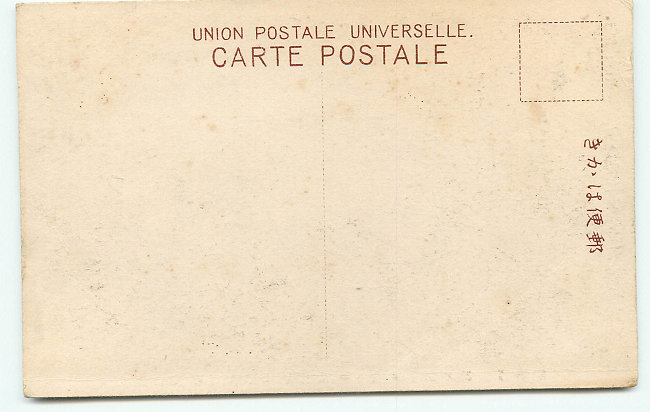 UNION POSTALE UNIVERSELLE.
CARTE POSTALE
きかは便郵